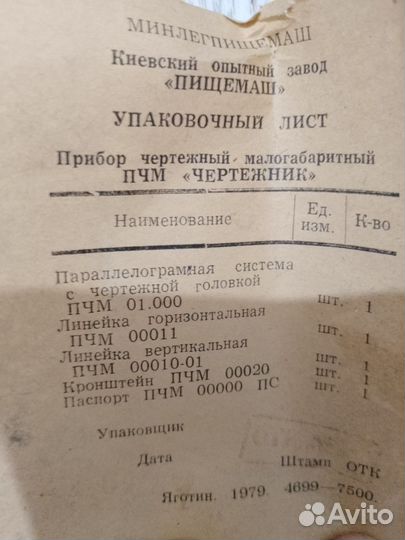 МИНЛЕГПИЩЕМАШ
Киевский опытный завод
«ПИЩЕМАШ»
УПАКОВОЧНЫЙ ЛИСТ
Прибор чертежный малогабаритный
ПЧМ «ЧЕРТЕЖНИК»
Наименование Ед. изм. К-во
Параллелограмная система
с чертежной головкой
ПЧМ 01.000 шт. 1
Линейка горизонтальная
ПЧМ 00011 шт. 1
Линейка вертикальная
ПЧМ 00010-01 шт. 1
Кронштейн ПЧМ 00020 шт. 1
Паспорт ПЧМ 00000 ПС шт. 1
Упаковщик
Дата Штамп ОТК
Яготин. 1979. 4699—7500.
Avito